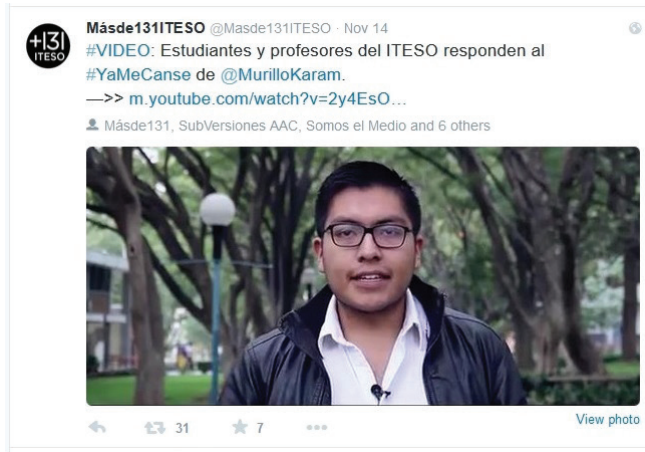 +131
ITESO
Másde131ITESO @Masde131ITESO · Nov 14
#VIDEO: Estudiantes y profesores del ITESO responden al
#YaMeCanse de @MurilloKaram.
—>> m.youtube.com/watch?v=2y4EsO…
Másde131, SubVersiones AAC, Somos el Medio and 6 others
31 7
View photo